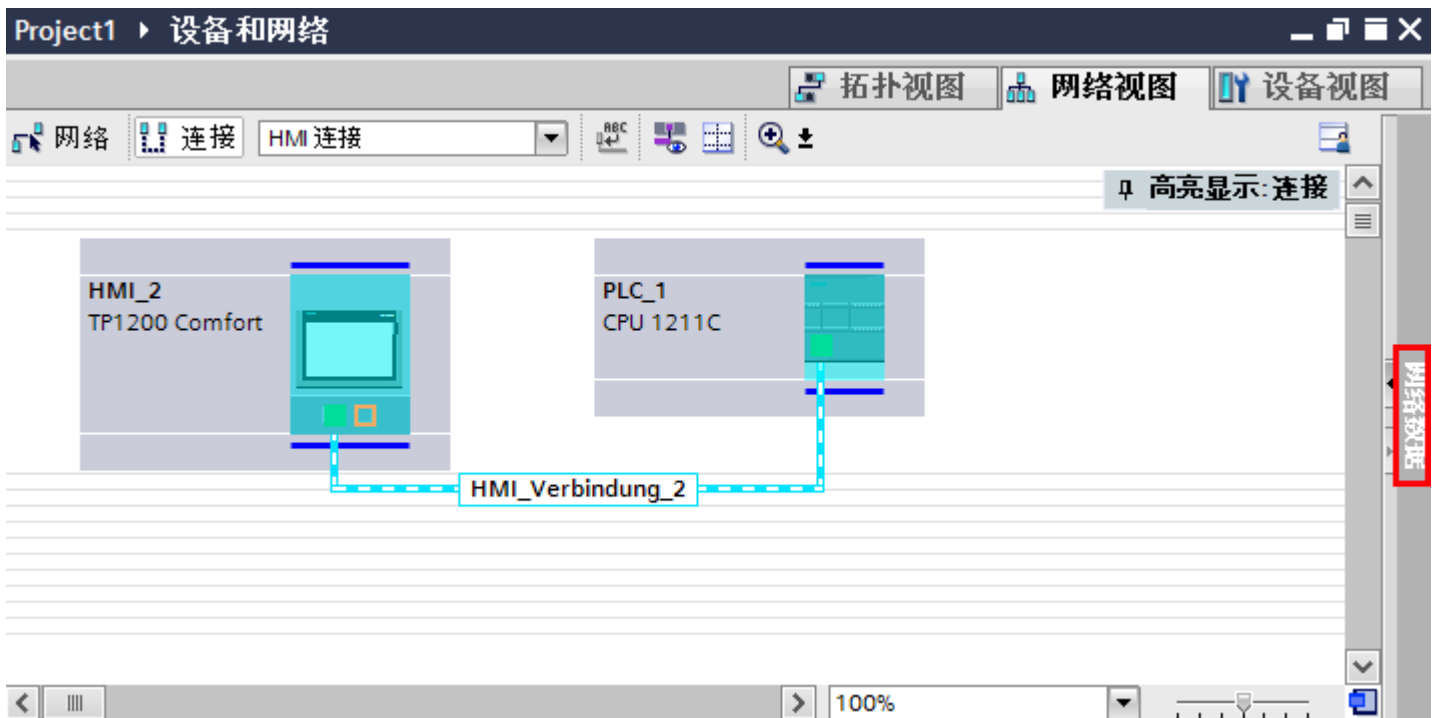 Project1 ▸ 设备和网络
拓扑视图 网络视图 设备视图
网络 连接 HMI 连接
高亮显示:连接
HMI_2
TP1200 Comfort
PLC_1
CPU 1211C
HMI_Verbindung_2
网络数据
100%